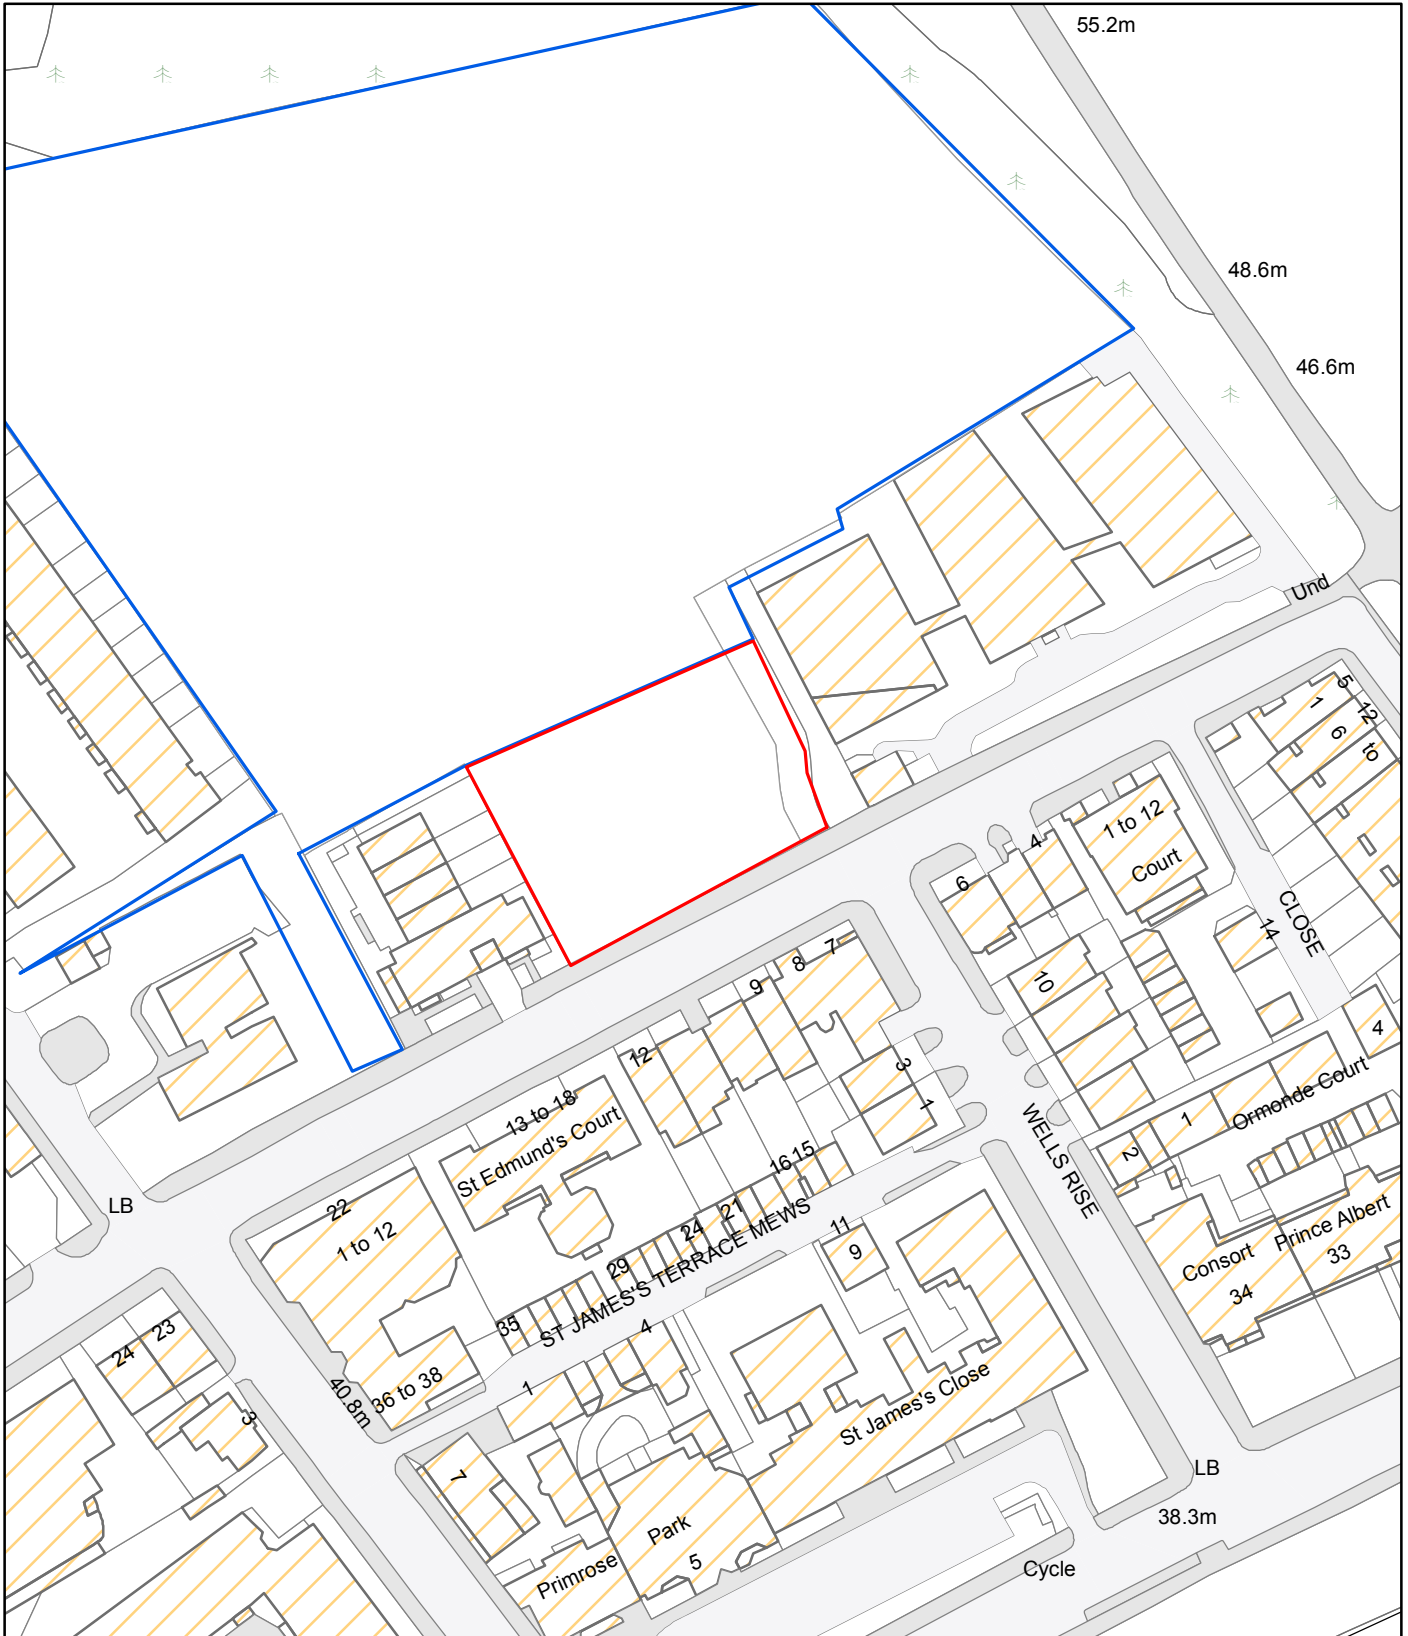 55.2m
48.6m
46.6m
Und
5
1
12
6
to
4
1 to 12
Court
6
CLOSE
14
7
8
9
10
12
3
1
4
Ormonde Court
13 to 18
St Edmund's Court
WELLS RISE
1
2
16 15
LB
22
1 to 12
21
24
ST JAMES'S TERRACE MEWS
11
9
29
Prince Albert
33
Consort
34
35
4
23
24
40.8m
36 to 38
1
3
St James's Close
7
LB
38.3m
Park
5
Primrose
Cycle